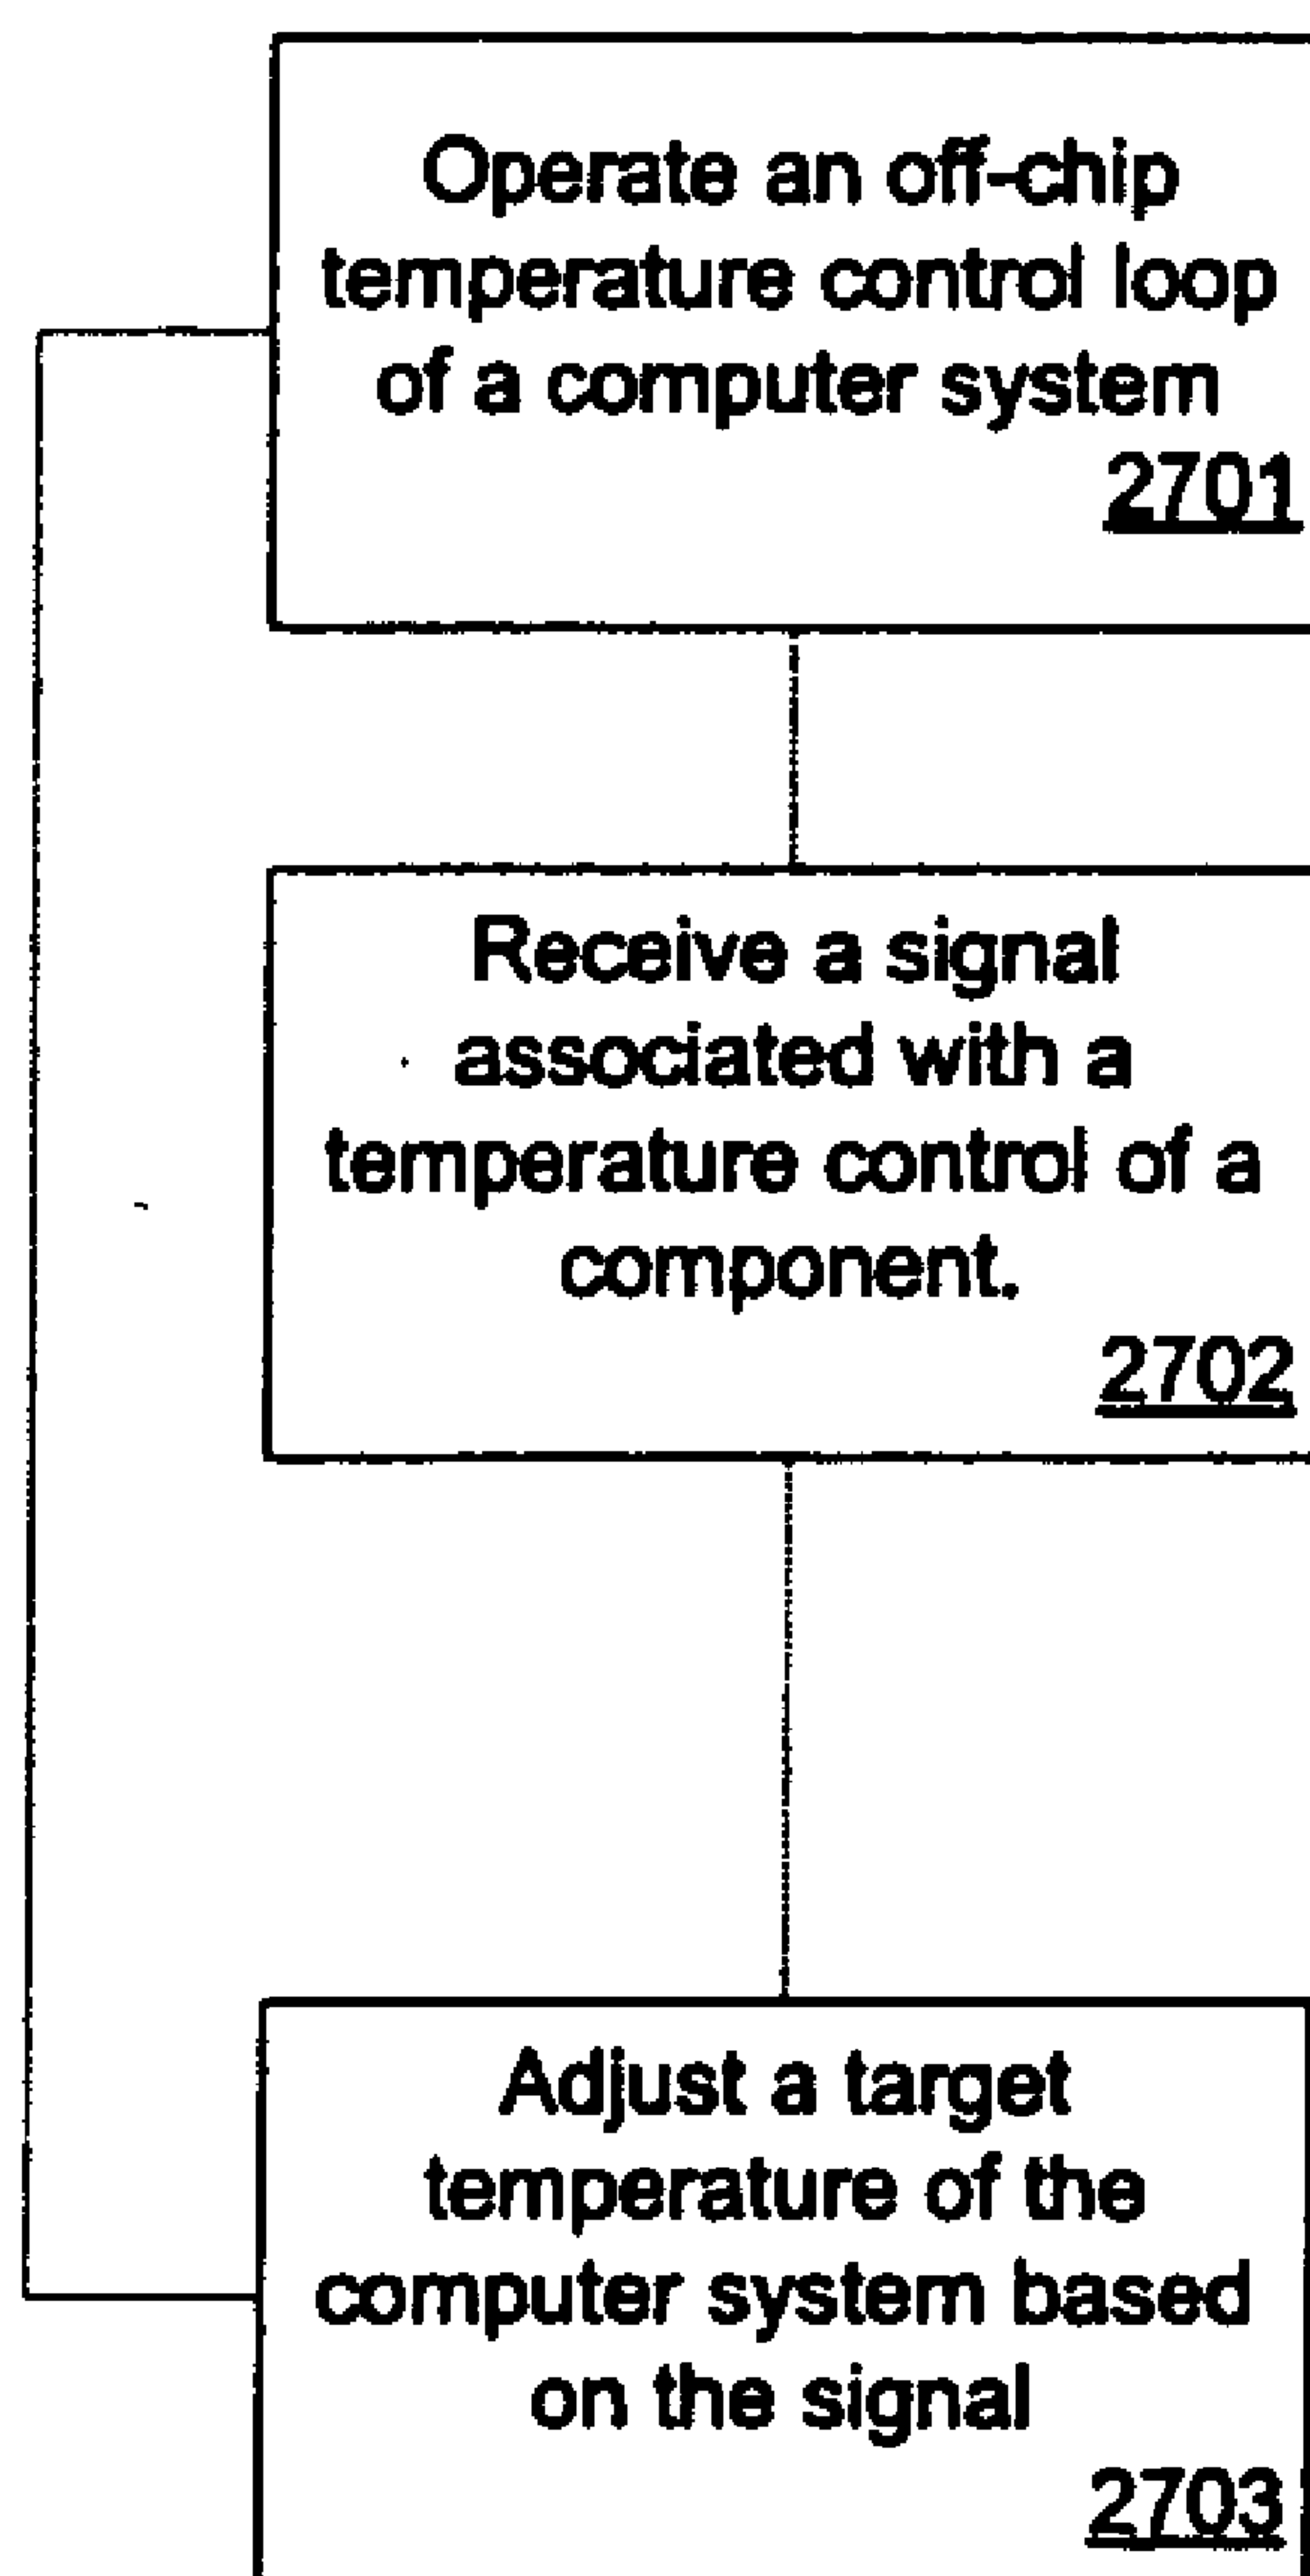 Operate an off-chip
temperature control loop
of a computer system
2701
Receive a signal
associated with a
temperature control of a
component.
2702
Adjust a target
temperature of the
computer system based
on the signal
2703